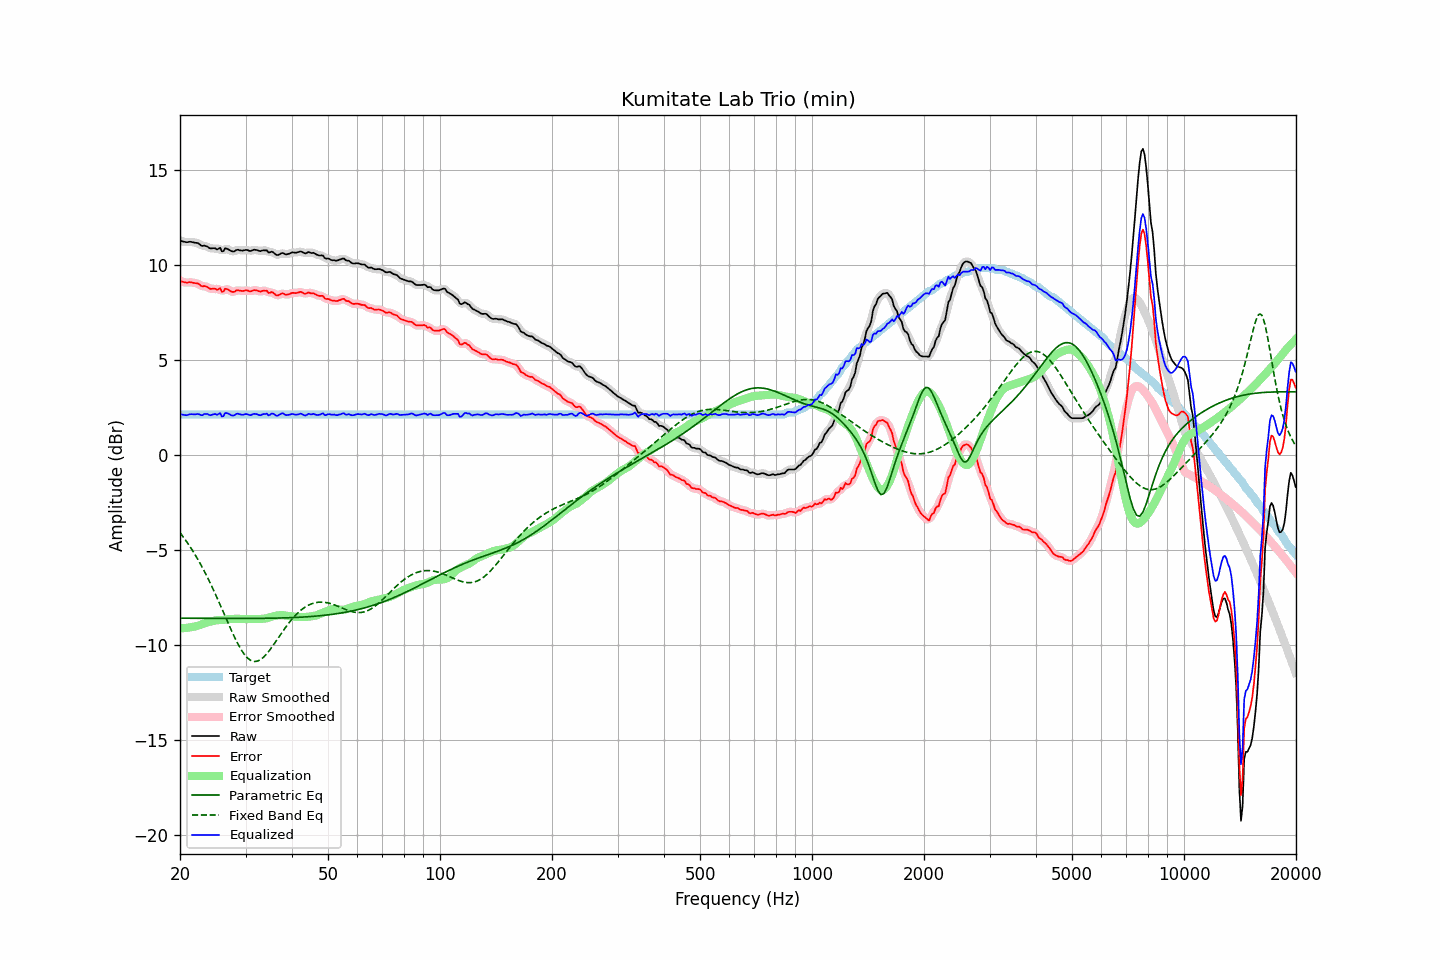 Kumitate Lab Trio (min)
15
10
5
0
−5
−10
−15
−20
Amplitude (dBr)
Target
Raw Smoothed
Error Smoothed
Raw
Error
Equalization
Parametric Eq
Fixed Band Eq
Equalized
20 50 100 200 500 1000 2000 5000 10000 20000
Frequency (Hz)